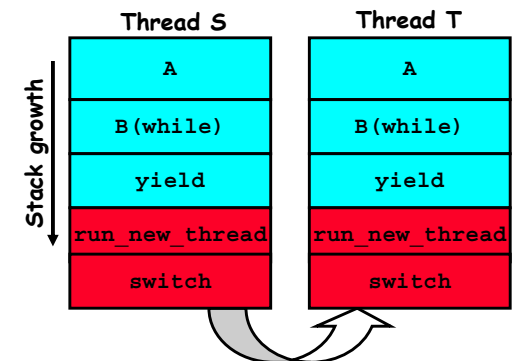 Thread S
Thread T
Stack growth
A
B(while)
yield
run_new_thread
switch
A
B(while)
yield
run_new_thread
switch